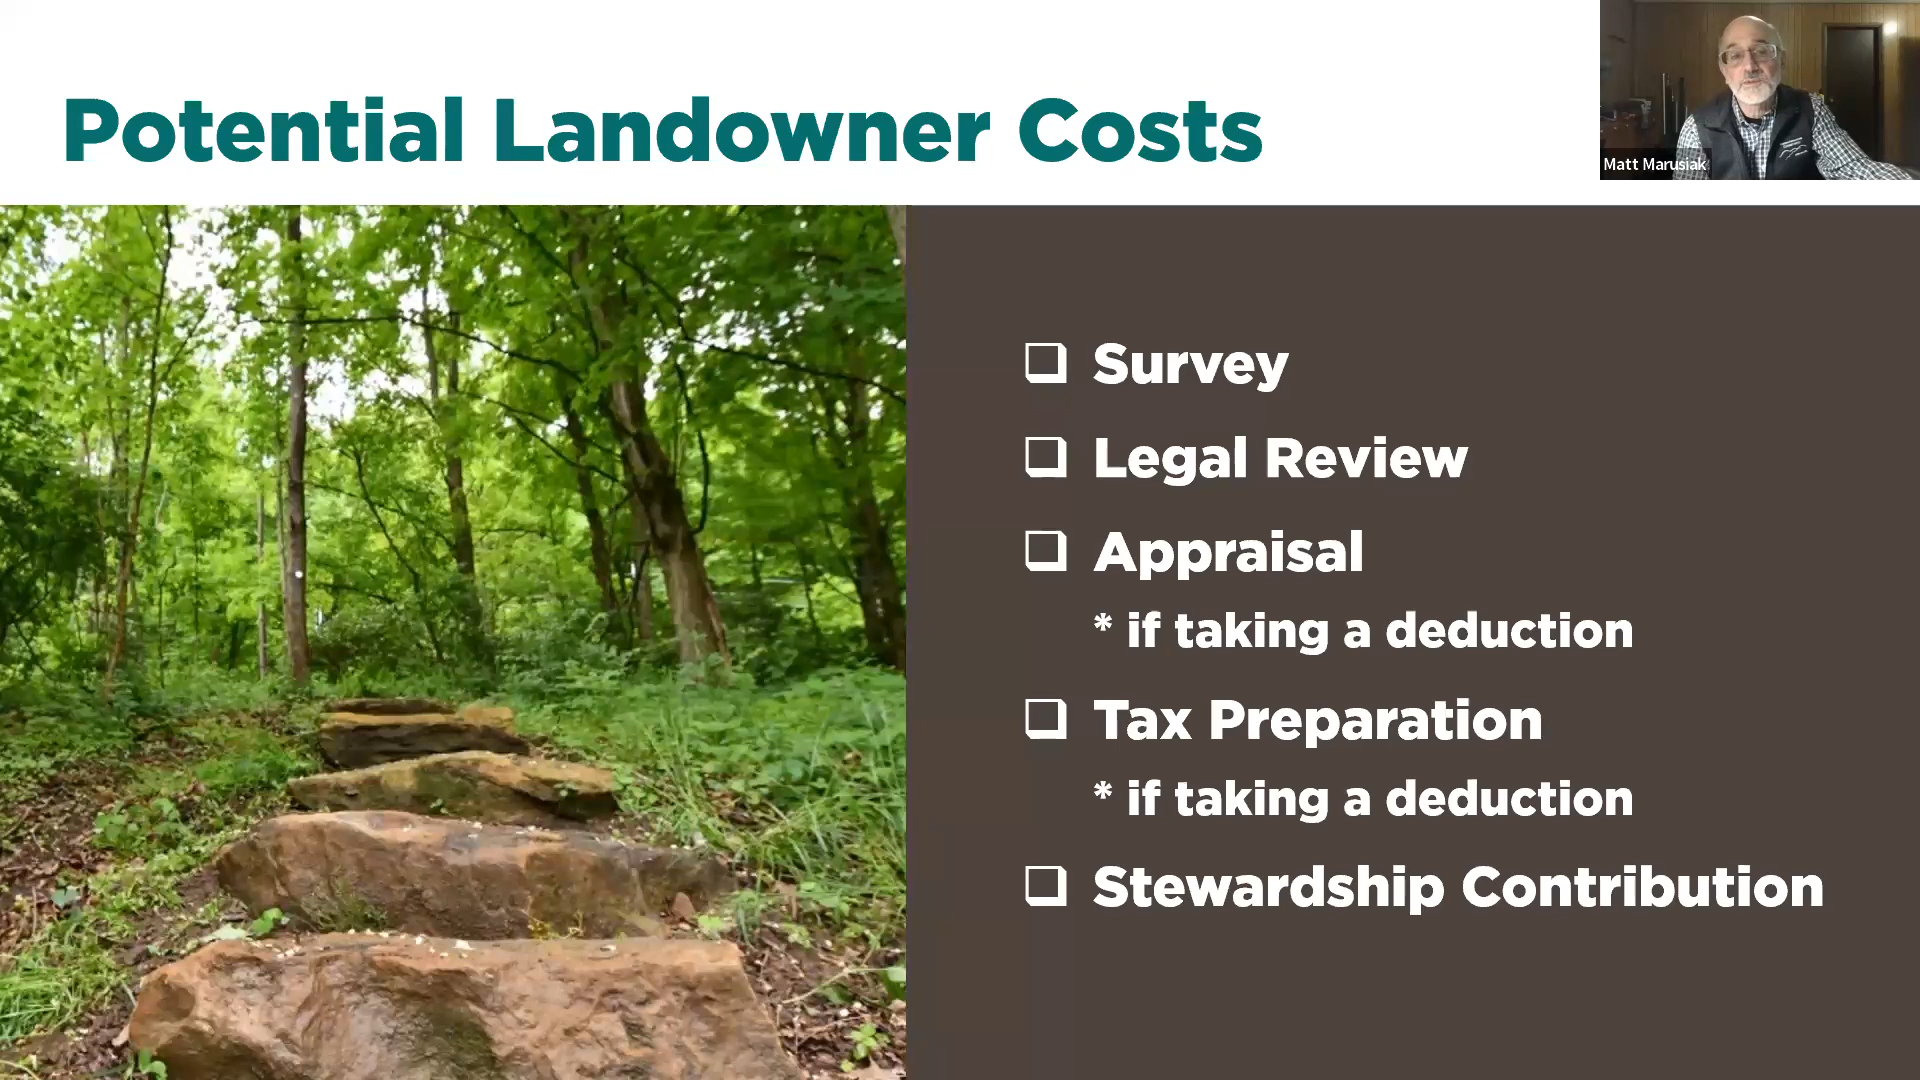 Potential Landowner Costs
Matt Marusiak
Survey
Legal Review
Appraisal
* if taking a deduction
Tax Preparation
* if taking a deduction
Stewardship Contribution